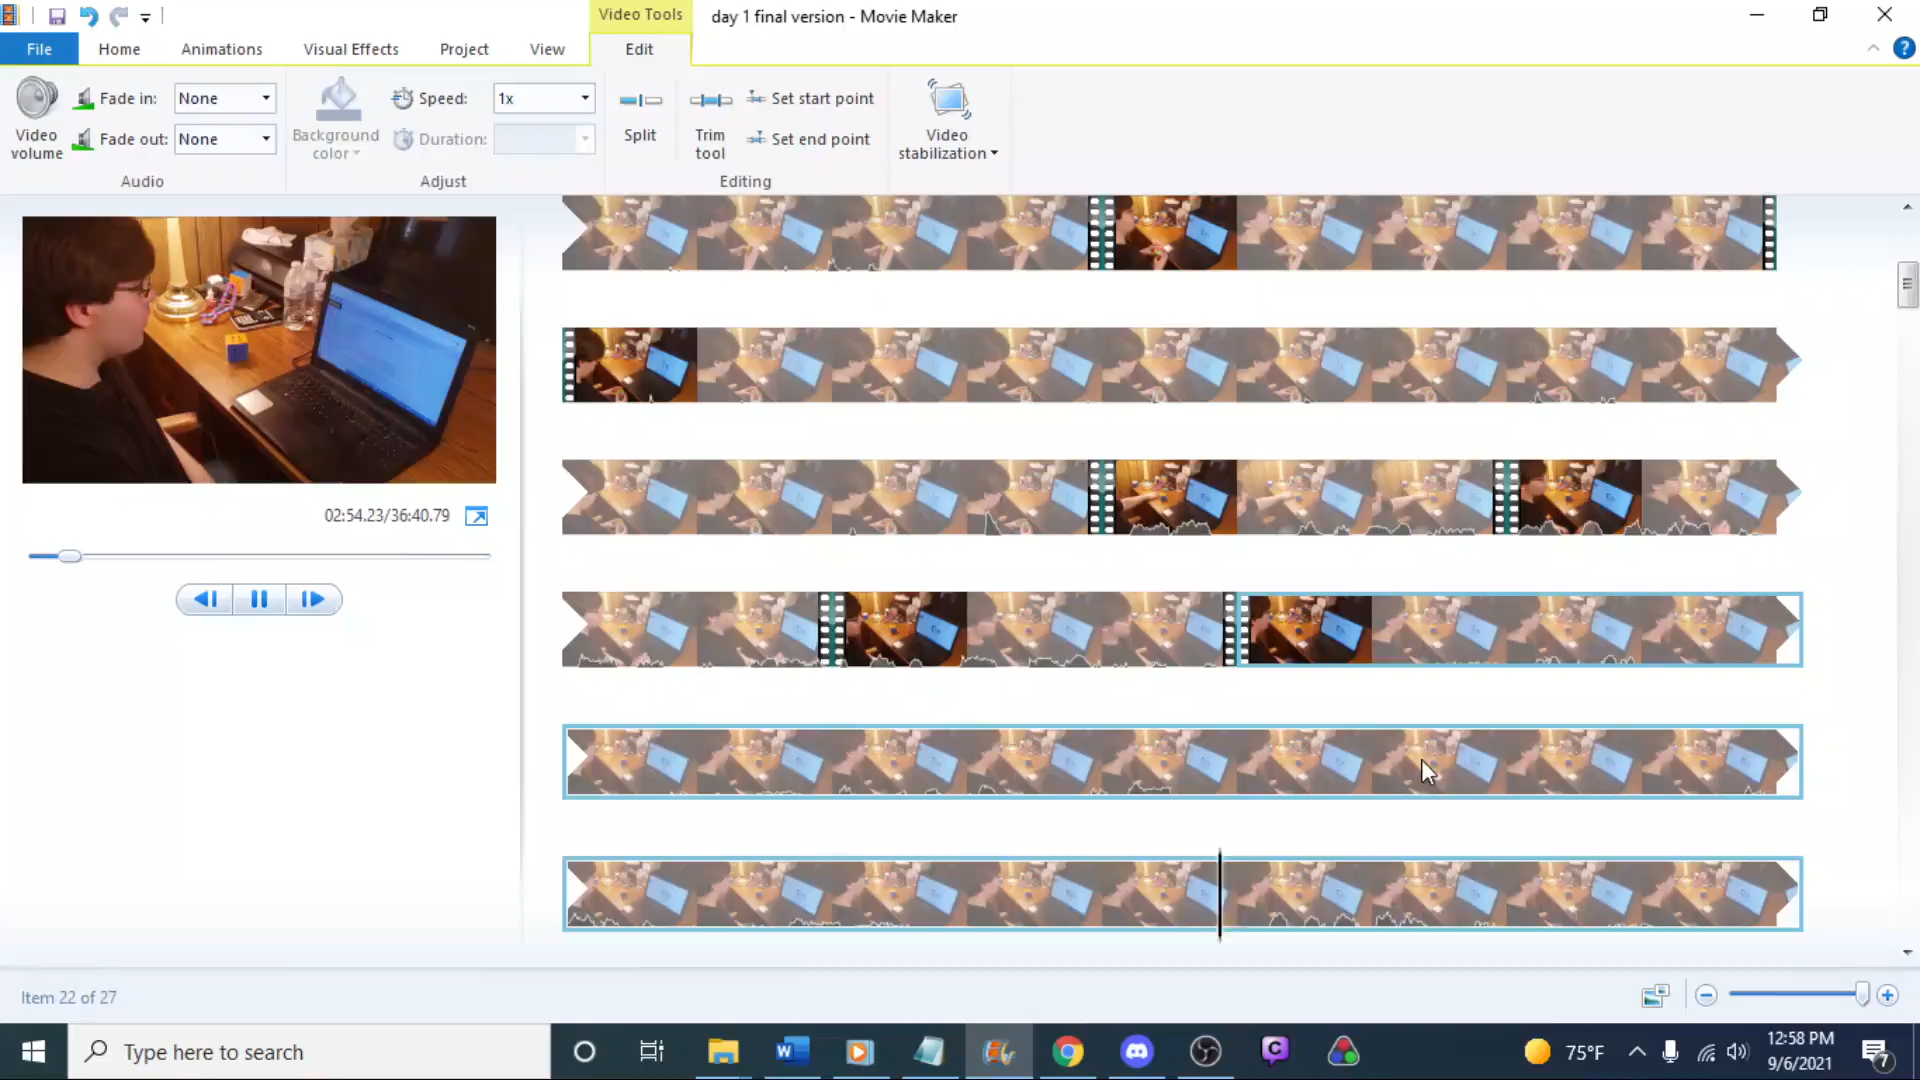 Video Tools
day 1 final version - Movie Maker
File
Home
Animations
Visual Effects
Project
View
Edit
Video volume
Fade in: None
Fade out: None
Audio
Background color
Speed: 1x
Duration:
Adjust
Split
Trim tool
Set start point
Set end point
Editing
Video stabilization
02:54.23/36:40.79
Item 22 of 27
Type here to search
75°F
12:58 PM
9/6/2021
7